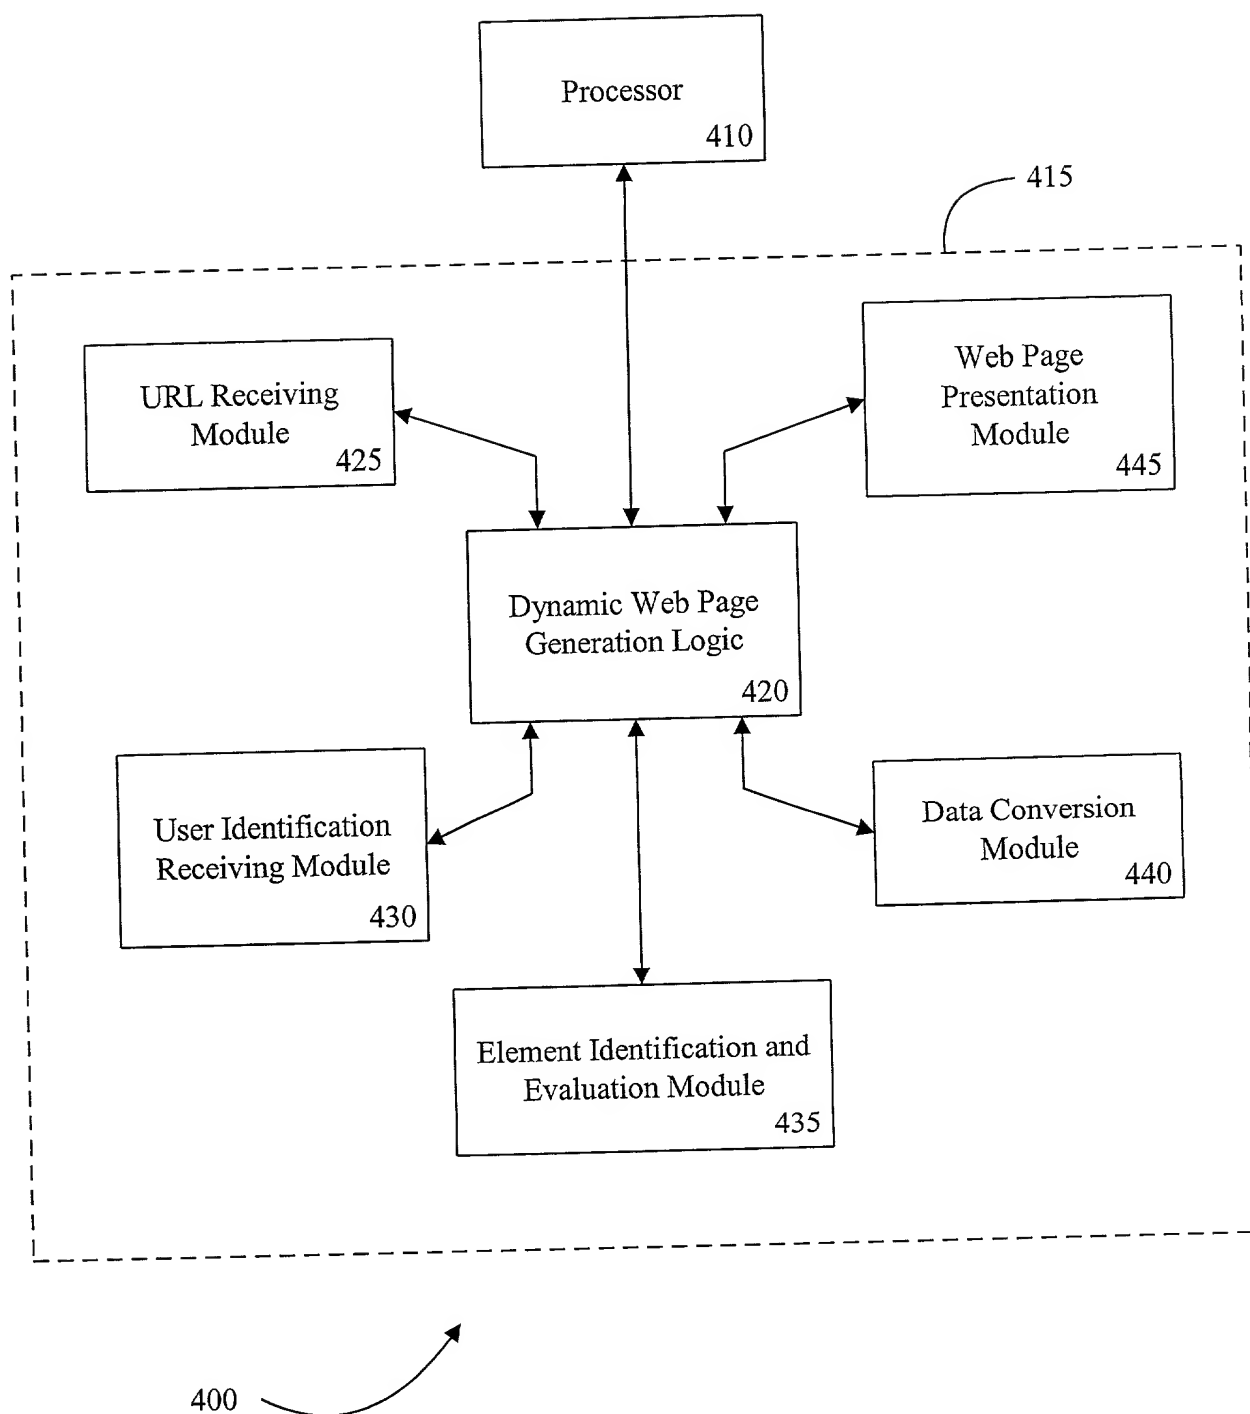 Processor
410
415
URL Receiving
Module
425
Web Page
Presentation
Module
445
Dynamic Web Page
Generation Logic
420
User Identification
Receiving Module
430
Data Conversion
Module
440
Element Identification and
Evaluation Module
435
400